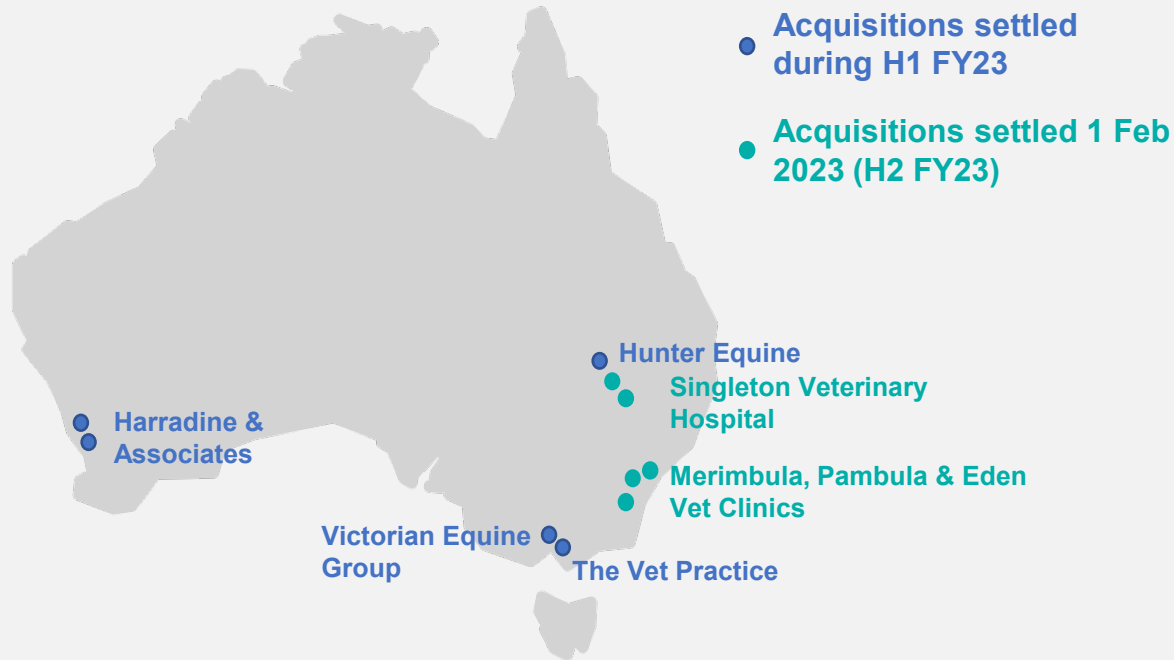 Acquisitions settled
during H1 FY23
Acquisitions settled 1 Feb
2023 (H2 FY23)
Hunter Equine
Singleton Veterinary
Hospital
Harradine &
Associates
Merimbula, Pambula & Eden
Vet Clinics
Victorian Equine
Group
The Vet Practice